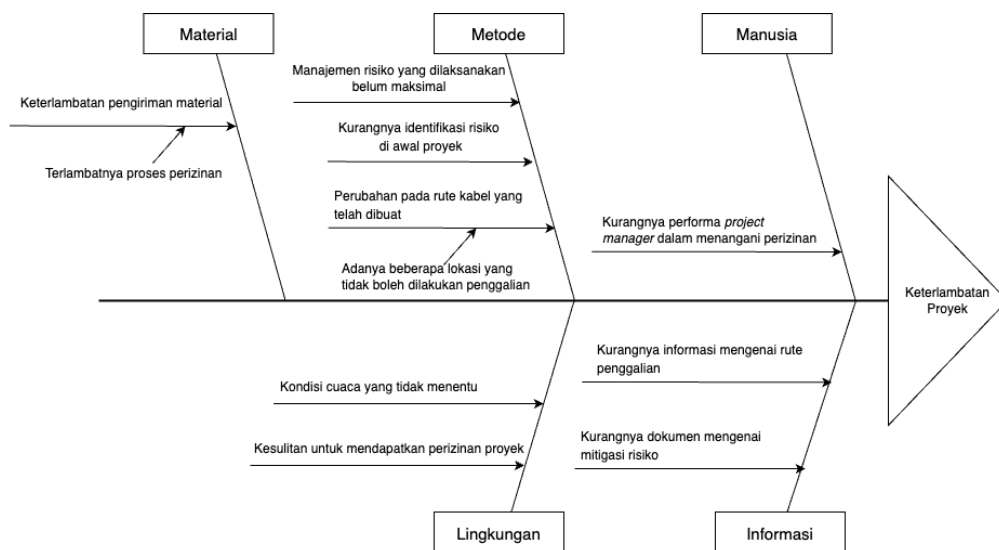 Material
Metode
Manusia
Keterlambatan pengiriman material
Terlambatnya proses perizinan
Manajemen risiko yang dilaksanakan
belum maksimal
Kurangnya identifikasi risiko
di awal proyek
Perubahan pada rute kabel yang
telah dibuat
Adanya beberapa lokasi yang
tidak boleh dilakukan penggalian
Kurangnya performa project
manager dalam menangani perizinan
Keterlambatan
Proyek
Kondisi cuaca yang tidak menentu
Kesulitan untuk mendapatkan perizinan proyek
Kurangnya informasi mengenai rute
penggalian
Kurangnya dokumen mengenai
mitigasi risiko
Lingkungan
Informasi